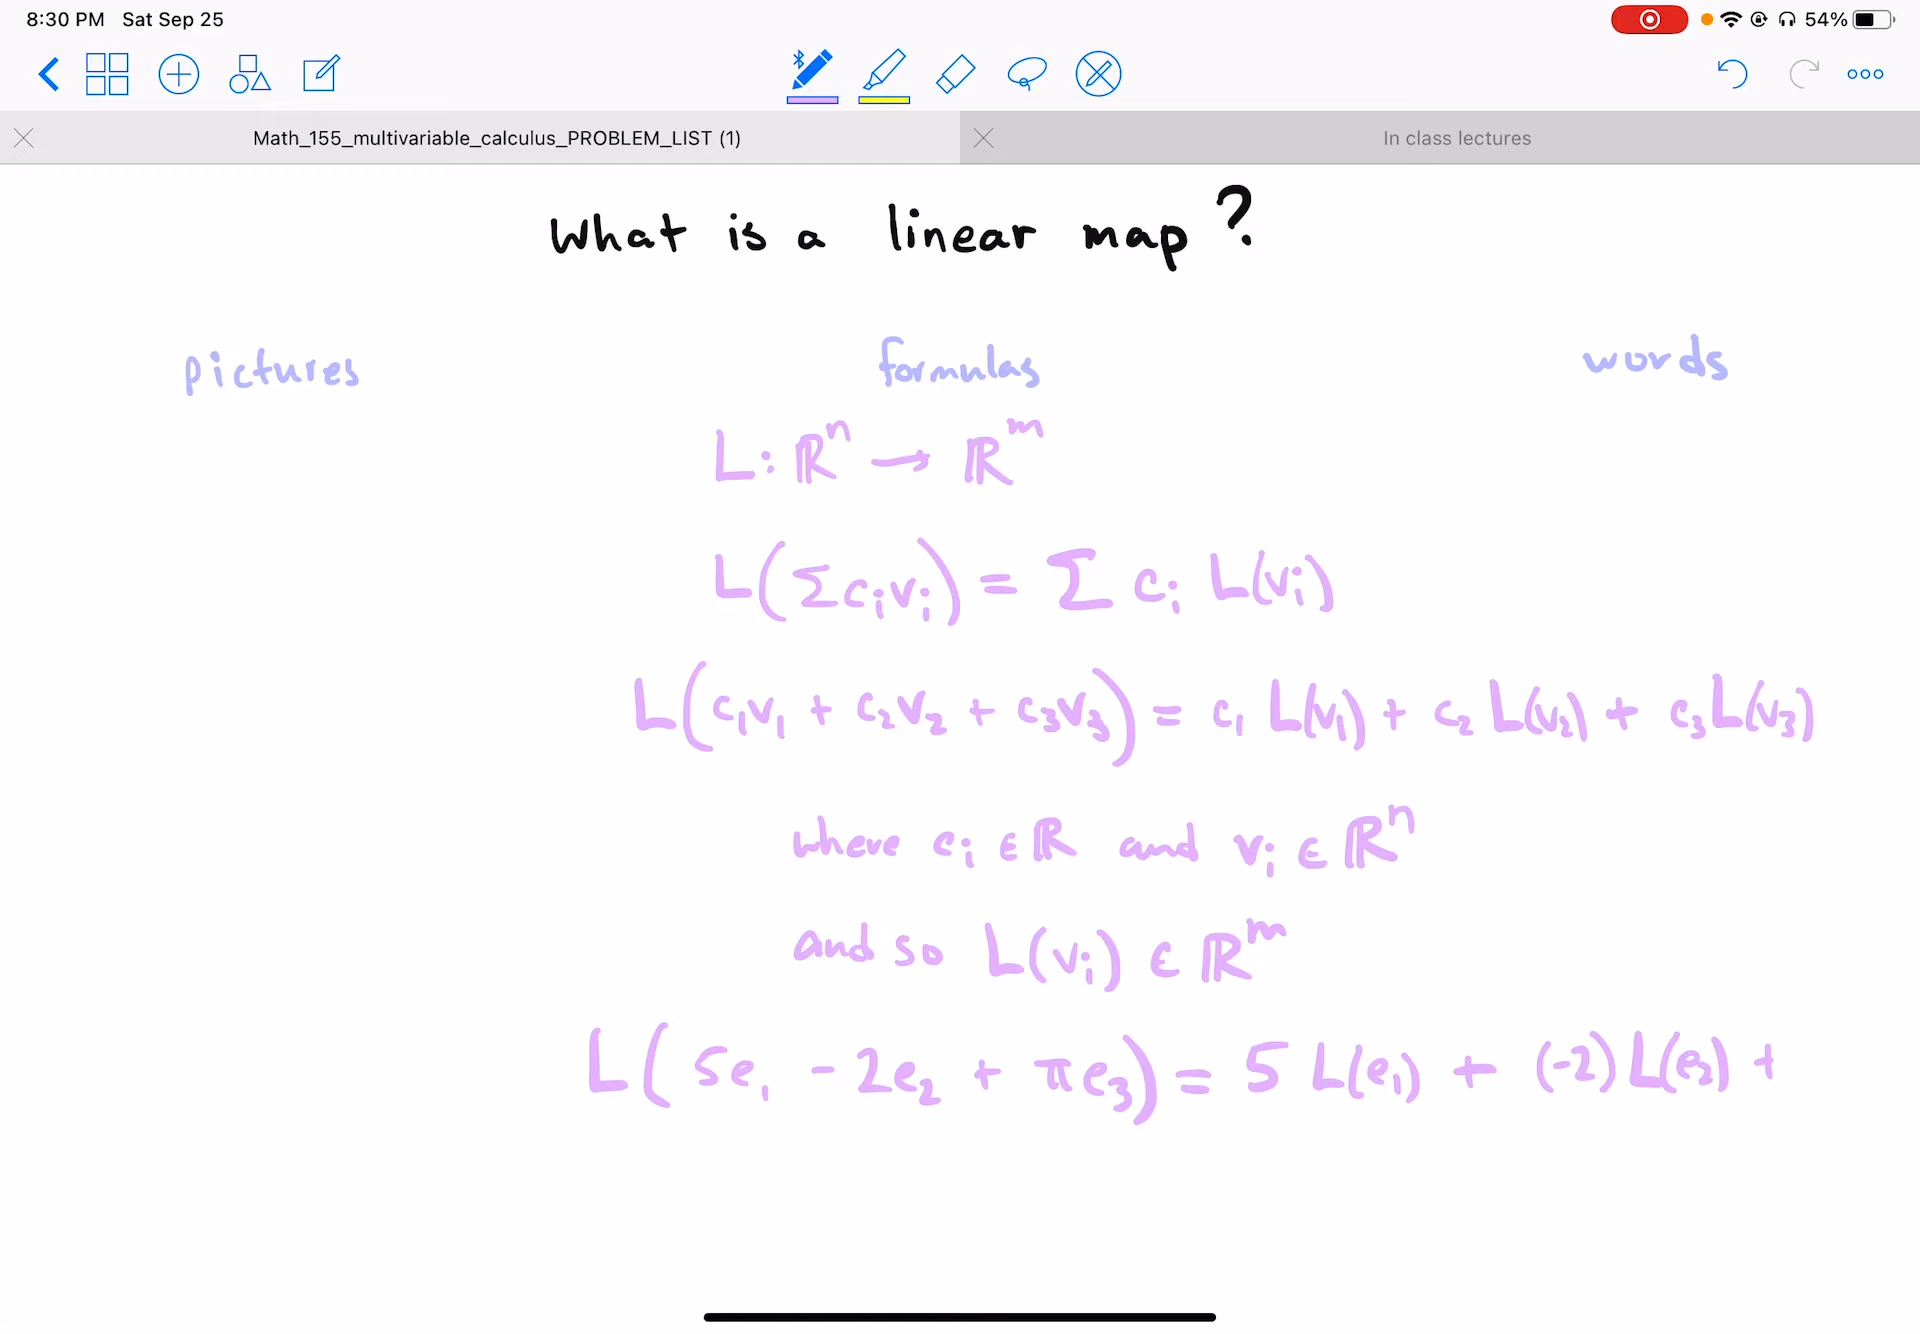 8:30 PM Sat Sep 25 54%
Math_155_multivariable_calculus_PROBLEM_LIST (1) In class lectures
What is a linear map?
pictures formulas words
L: ℝⁿ → ℝᵐ
L(Σcᵢvᵢ) = Σ cᵢ L(vᵢ)
L(c₁v₁ + c₂v₂ + c₃v₃) = c₁ L(v₁) + c₂ L(v₂) + c₃L(v₃)
where cᵢ ∈ ℝ and vᵢ ∈ ℝⁿ
and so L(vᵢ) ∈ ℝᵐ
L( 5e₁ - 2e₂ + πe₃) = 5 L(e₁) + (-2) L(e₂) +